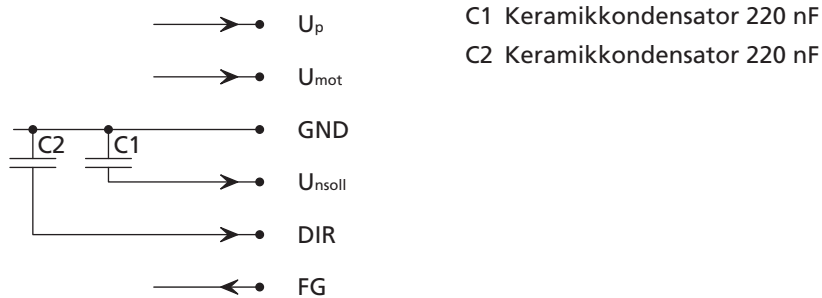 Up
Umot
GND
C2 C1
Unsoll
DIR
FG
C1 Keramikkondensator 220 nF
C2 Keramikkondensator 220 nF